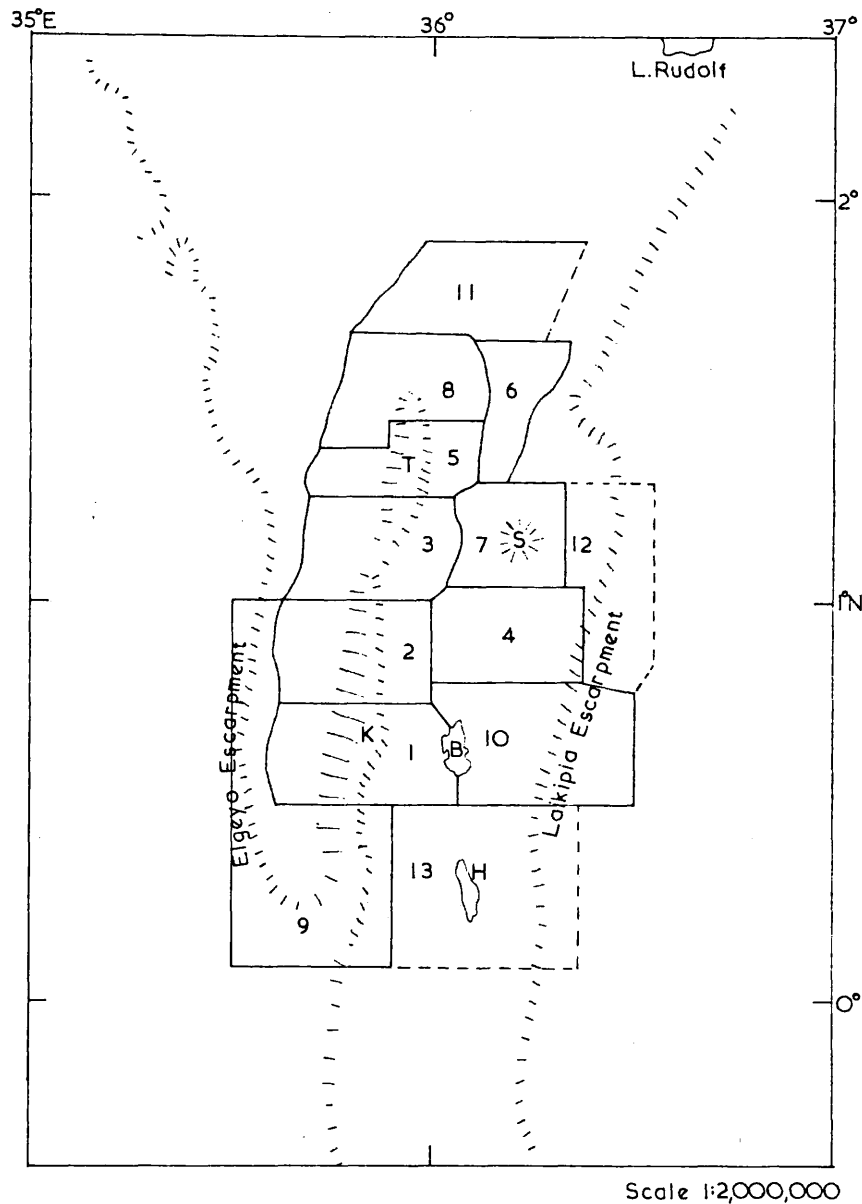 35°E 36° 37°
L.Rudolf
2°
11
8 6
T 5
3 7 S 12
1°N
2 4
Elgeyo Escarpment
Laikipia Escarpment
K 1 B 10
13 H
9
0°
Scale 1:2,000,000